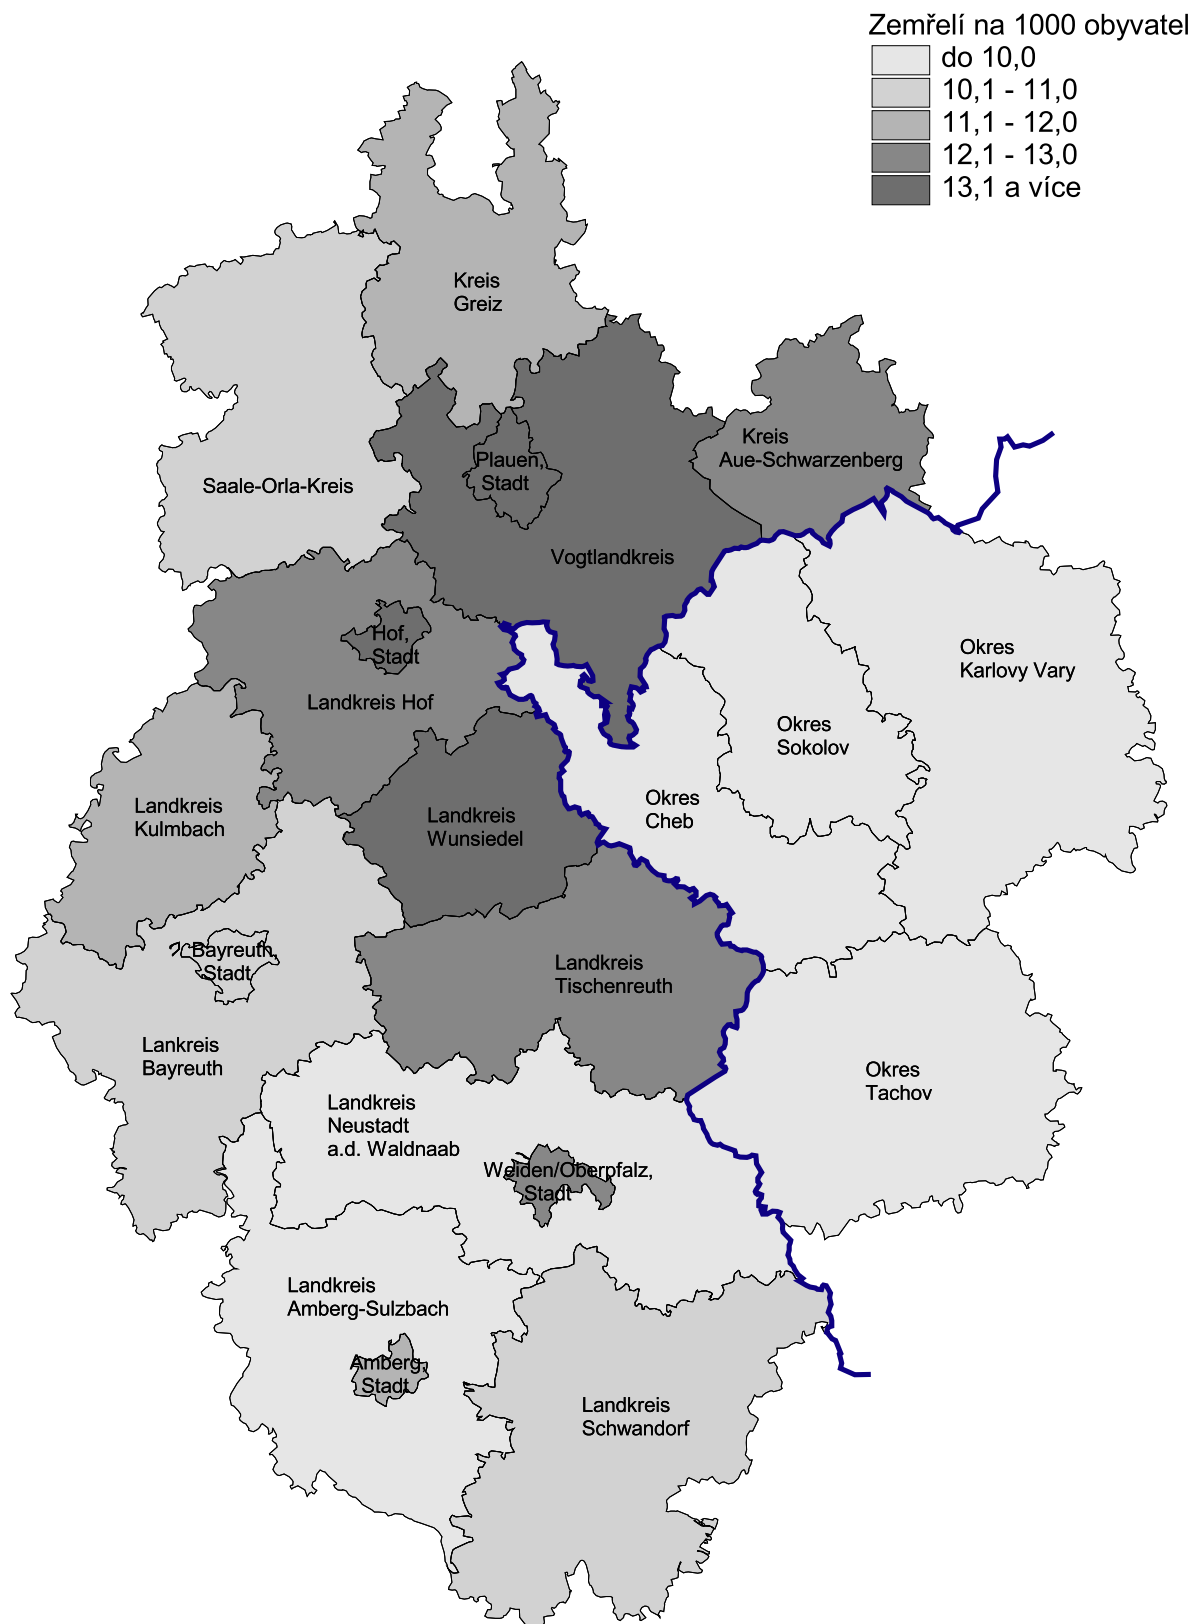 Zemřelí na 1000 obyvatel
do 10,0
10,1 - 11,0
11,1 - 12,0
12,1 - 13,0
13,1 a více
Kreis
Greiz
Kreis
Aue-Schwarzenberg
Plauen,
Stadt
Saale-Orla-Kreis
Vogtlandkreis
Hof,
Stadt
Okres
Karlovy Vary
Landkreis Hof
Okres
Sokolov
Okres
Cheb
Landkreis
Kulmbach
Landkreis
Wunsiedel
Bayreuth,
Stadt
Landkreis
Tischenreuth
Lankreis
Bayreuth
Okres
Tachov
Landkreis
Neustadt
a.d. Waldnaab
Weiden/Oberpfalz,
Stadt
Landkreis
Amberg-Sulzbach
Amberg,
Stadt
Landkreis
Schwandorf